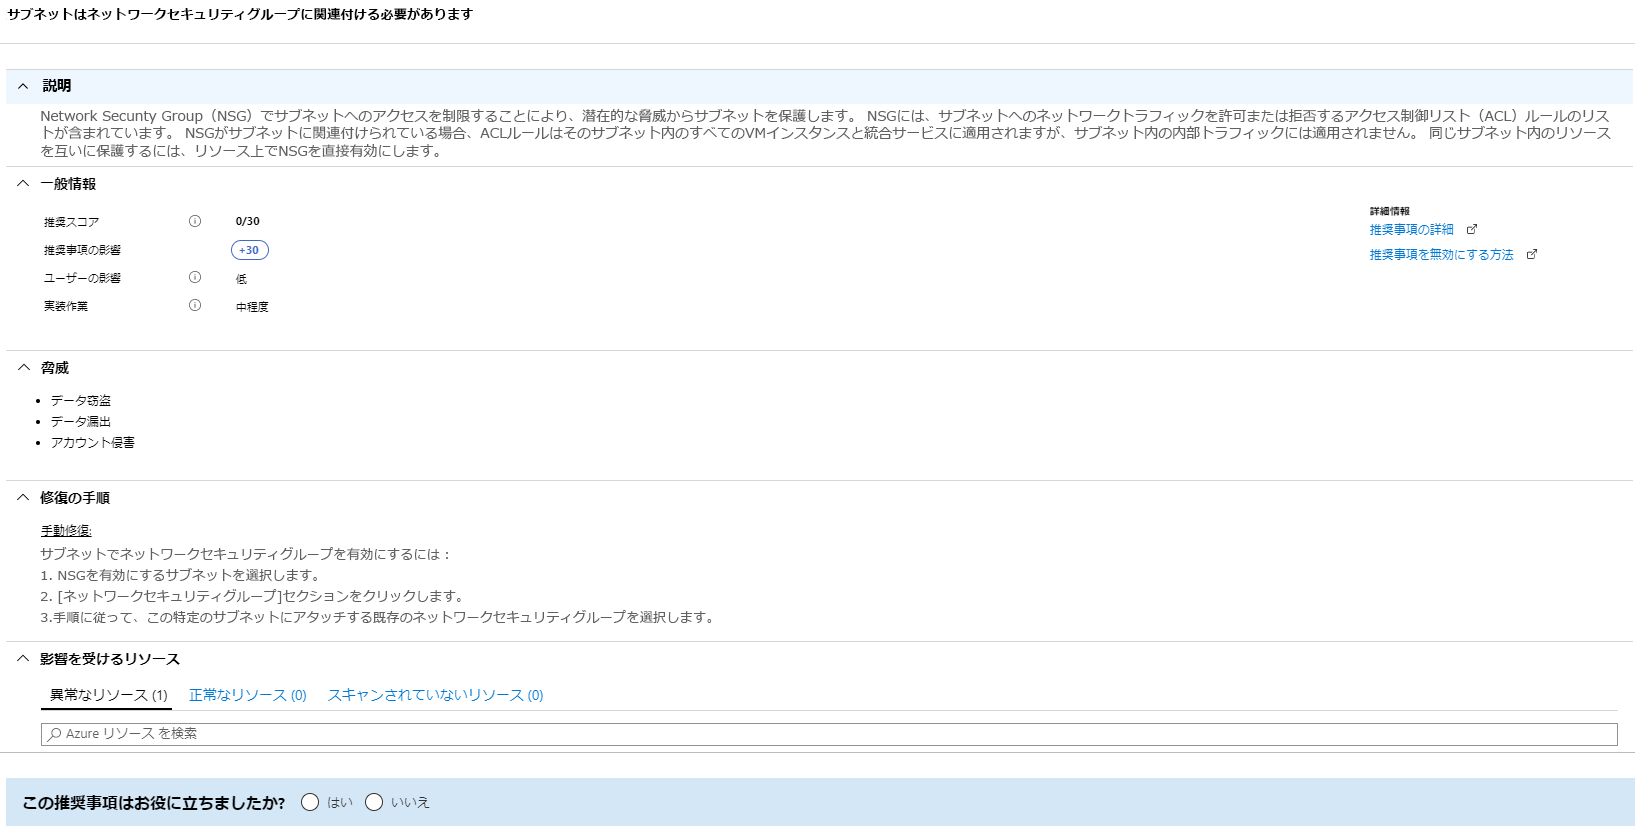 サブネットはネットワークセキュリティグループに関連付ける必要があります
説明
Network Secunty Group（NSG）でサブネットへのアクセスを制限することにより、潜在的な脅威からサブネットを保護します。 NSGには、サブネットへのネットワークトラフィックを許可または拒否するアクセス制御リスト（ACL）ルールのリス
トが含まれています。 NSGがサブネットに関連付けられている場合、ACLルールはそのサブネット内のすべてのVMインスタンスと統合サービスに適用されますが、サブネット内の内部トラフィックには適用されません。 同じサブネット内のリソース
を互いに保護するには、リソース上でNSGを直接有効にします。
一般情報
推奨スコア 0/30
推奨事項の影響 +30
ユーザーの影響 低
実装作業 中程度
詳細情報
推奨事項の詳細
推奨事項を無効にする方法
脅威
• データ窃盗
• データ漏出
• アカウント侵害
修復の手順
手動修復:
サブネットでネットワークセキュリティグループを有効にするには：
1. NSGを有効にするサブネットを選択します。
2. [ネットワークセキュリティグループ]セクションをクリックします。
3.手順に従って、この特定のサブネットにアタッチする既存のネットワークセキュリティグループを選択します。
影響を受けるリソース
異常なリソース (1) 正常なリソース (0) スキャンされていないリソース (0)
Azure リソース を検索
この推奨事項はお役に立ちましたか? はい いいえ